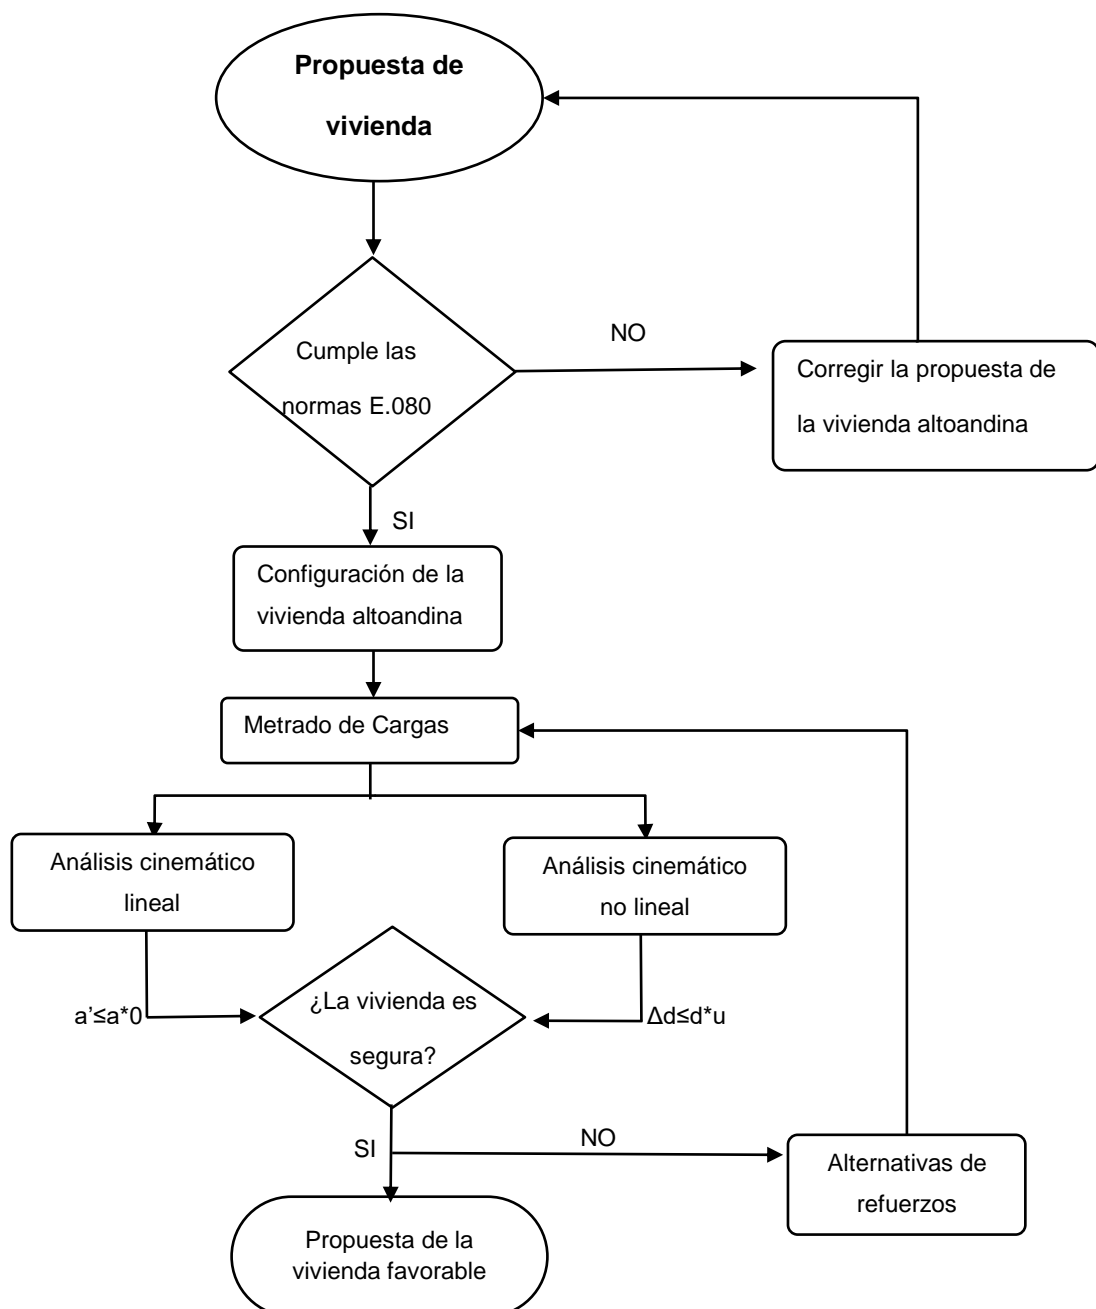 Propuesta de
vivienda
NO
Cumple las
normas E.080
Corregir la propuesta de
la vivienda altoandina
SI
Configuración de la
vivienda altoandina
Metrado de Cargas
Análisis cinemático
lineal
Análisis cinemático
no lineal
a’≤a*0
¿La vivienda es
segura?
Δd≤d*u
SI
NO
Alternativas de
refuerzos
Propuesta de la
vivienda favorable